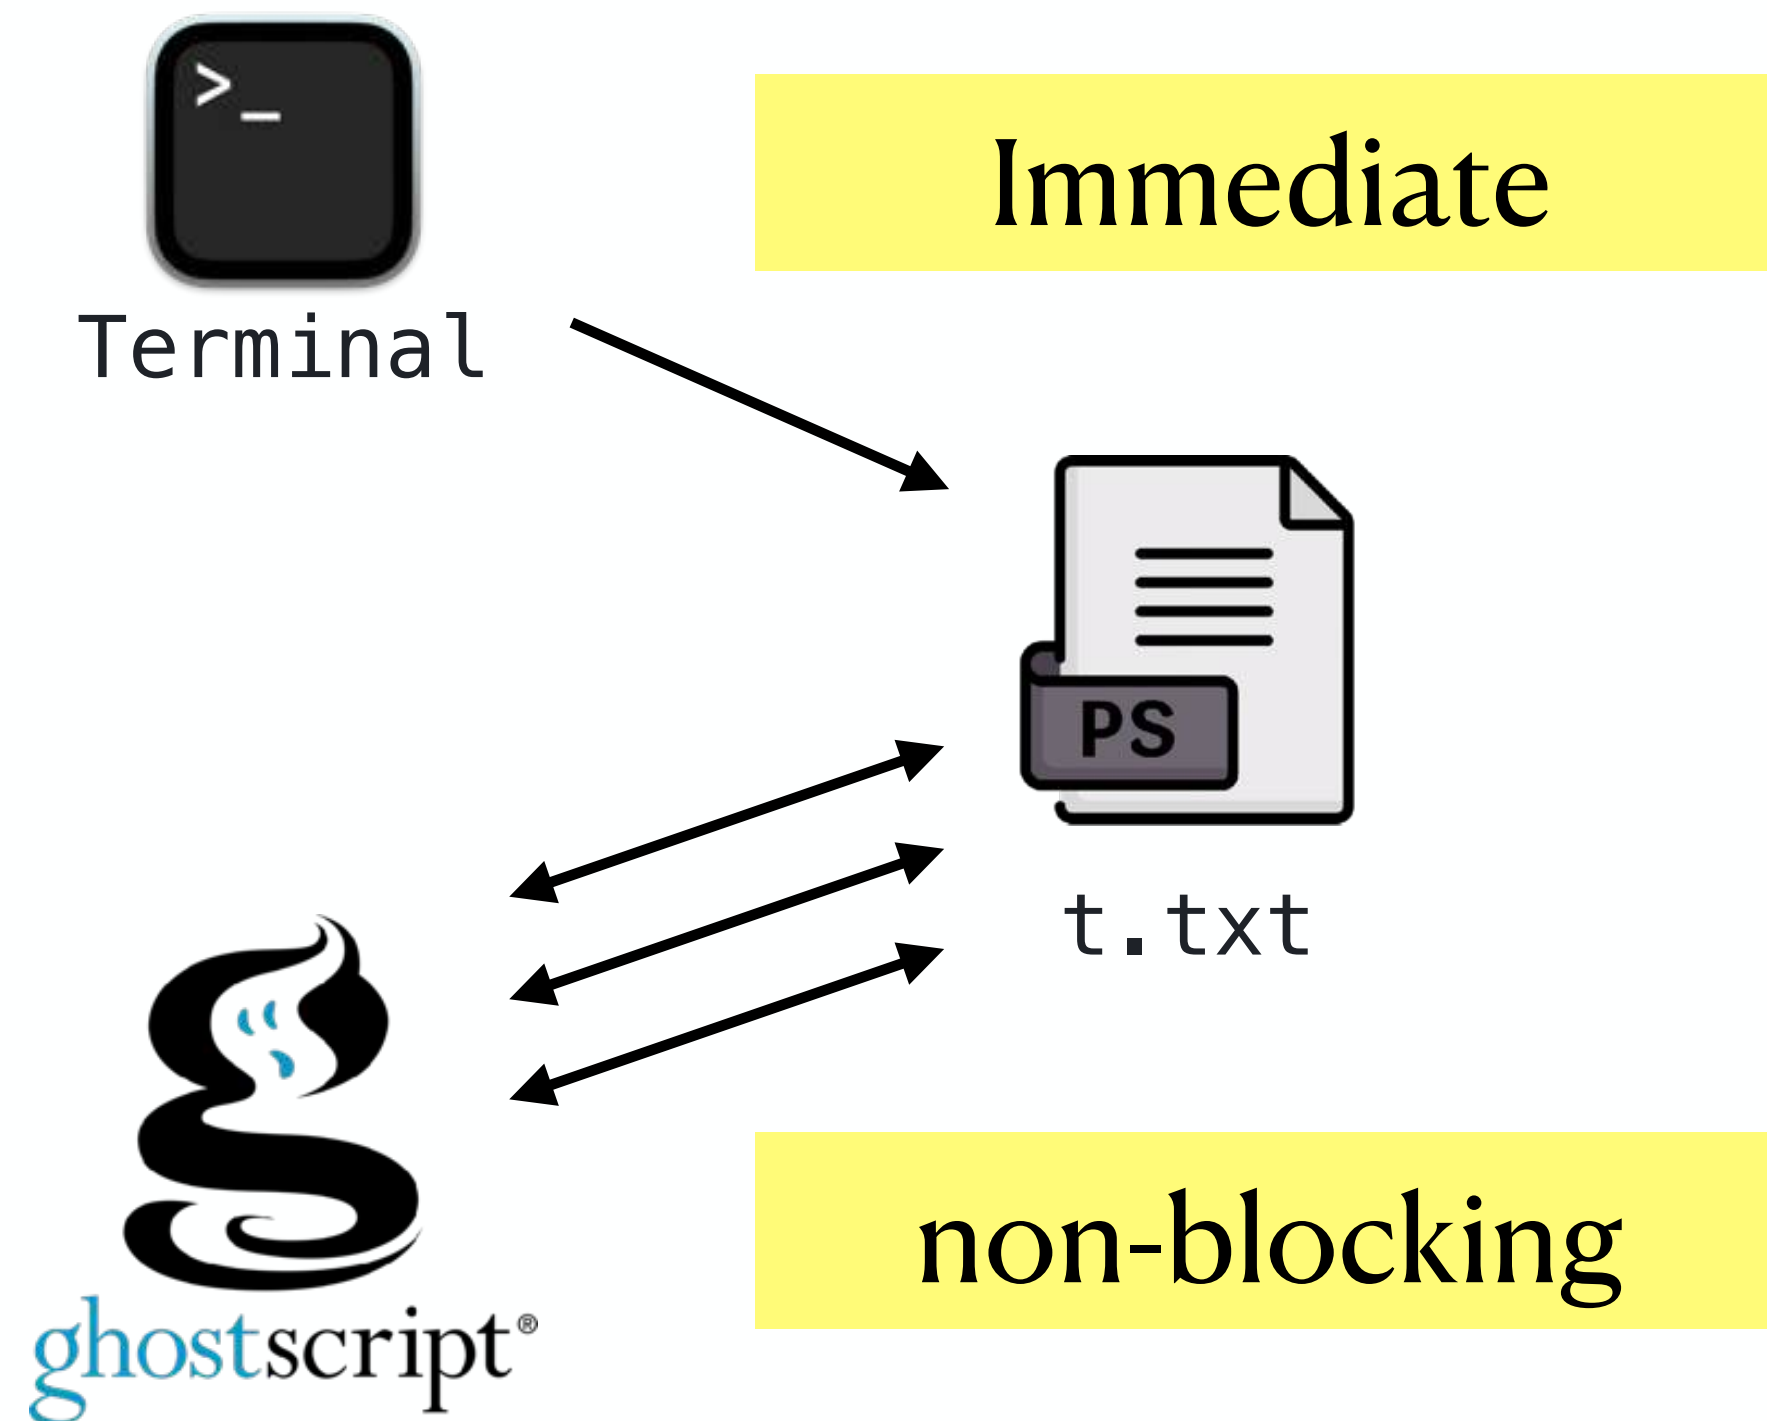 >_
Immediate
Terminal
PS
t.txt
non-blocking
ghostscript®